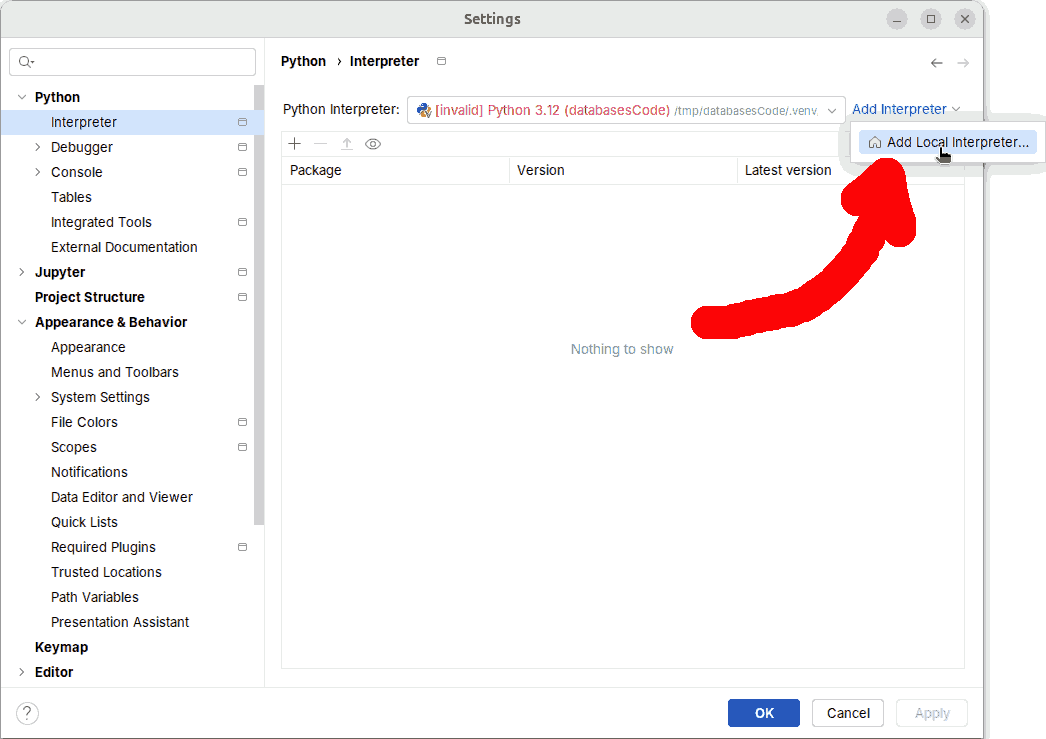 Settings
Python › Interpreter
Python
Python Interpreter: [invalid] Python 3.12 (databasesCode) /tmp/databasesCode/.venv Add Interpreter
Interpreter
Add Local Interpreter...
Debugger
Package Version Latest version
Console
Tables
Integrated Tools
External Documentation
Jupyter
Project Structure
Appearance & Behavior
Appearance
Nothing to show
Menus and Toolbars
System Settings
File Colors
Scopes
Notifications
Data Editor and Viewer
Quick Lists
Required Plugins
Trusted Locations
Path Variables
Presentation Assistant
Keymap
Editor
? OK Cancel Apply